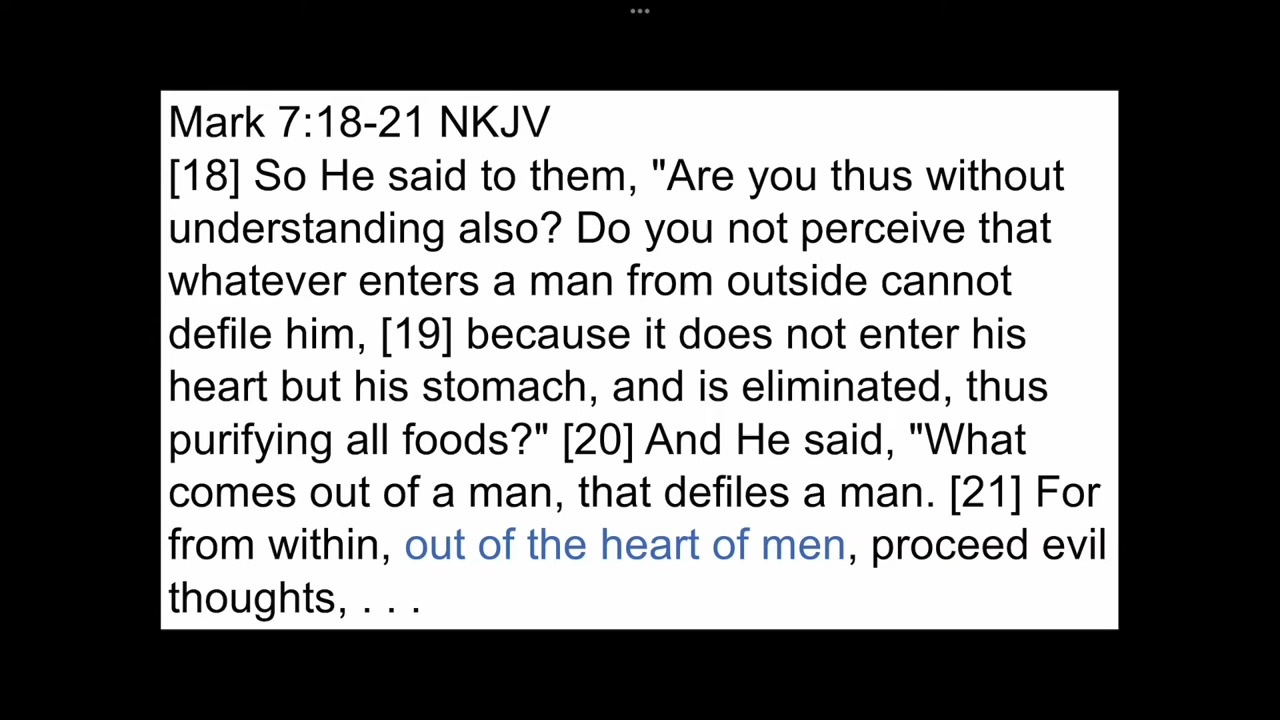 Mark 7:18-21 NKJV
[18] So He said to them, "Are you thus without
understanding also? Do you not perceive that
whatever enters a man from outside cannot
defile him, [19] because it does not enter his
heart but his stomach, and is eliminated, thus
purifying all foods?" [20] And He said, "What
comes out of a man, that defiles a man. [21] For
from within, out of the heart of men, proceed evil
thoughts, . . .